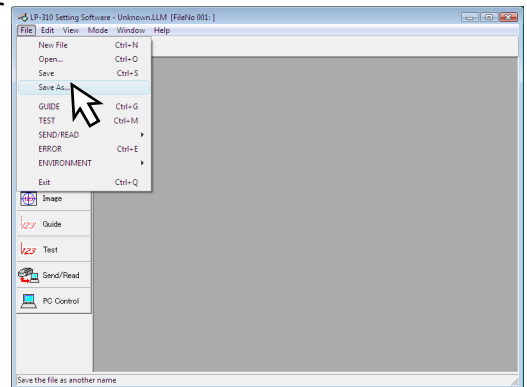 LP-310 Setting Software - Unknown.LLM [FileNo 001: ]
File Edit View Mode Window Help
New File Ctrl+N
Open... Ctrl+O
Save Ctrl+S
Save As...
GUIDE Ctrl+G
TEST Ctrl+M
SEND/READ
ERROR Ctrl+E
ENVIRONMENT
Exit Ctrl+Q
Image
123 Guide
123 Test
Send/Read
PC Control
Save the file as another name